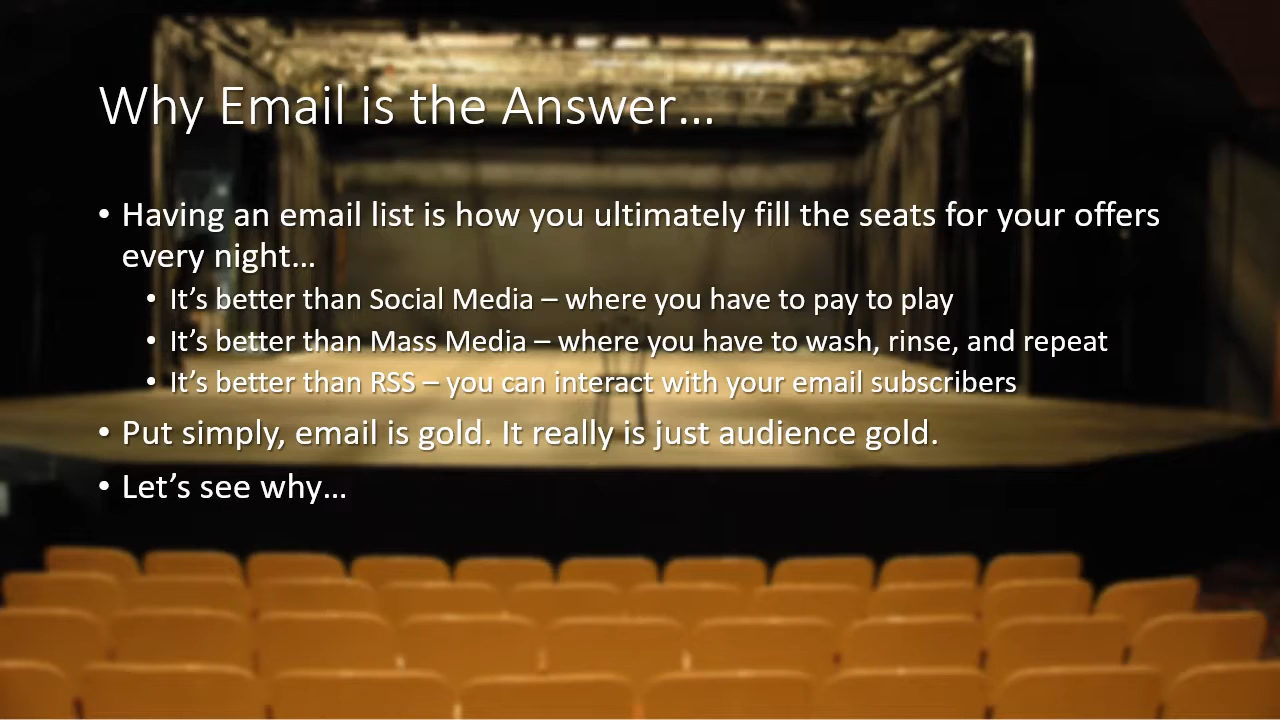 Why Email is the Answer…
• Having an email list is how you ultimately fill the seats for your offers
every night…
• It’s better than Social Media – where you have to pay to play
• It’s better than Mass Media – where you have to wash, rinse, and repeat
• It’s better than RSS – you can interact with your email subscribers
• Put simply, email is gold. It really is just audience gold.
• Let’s see why…